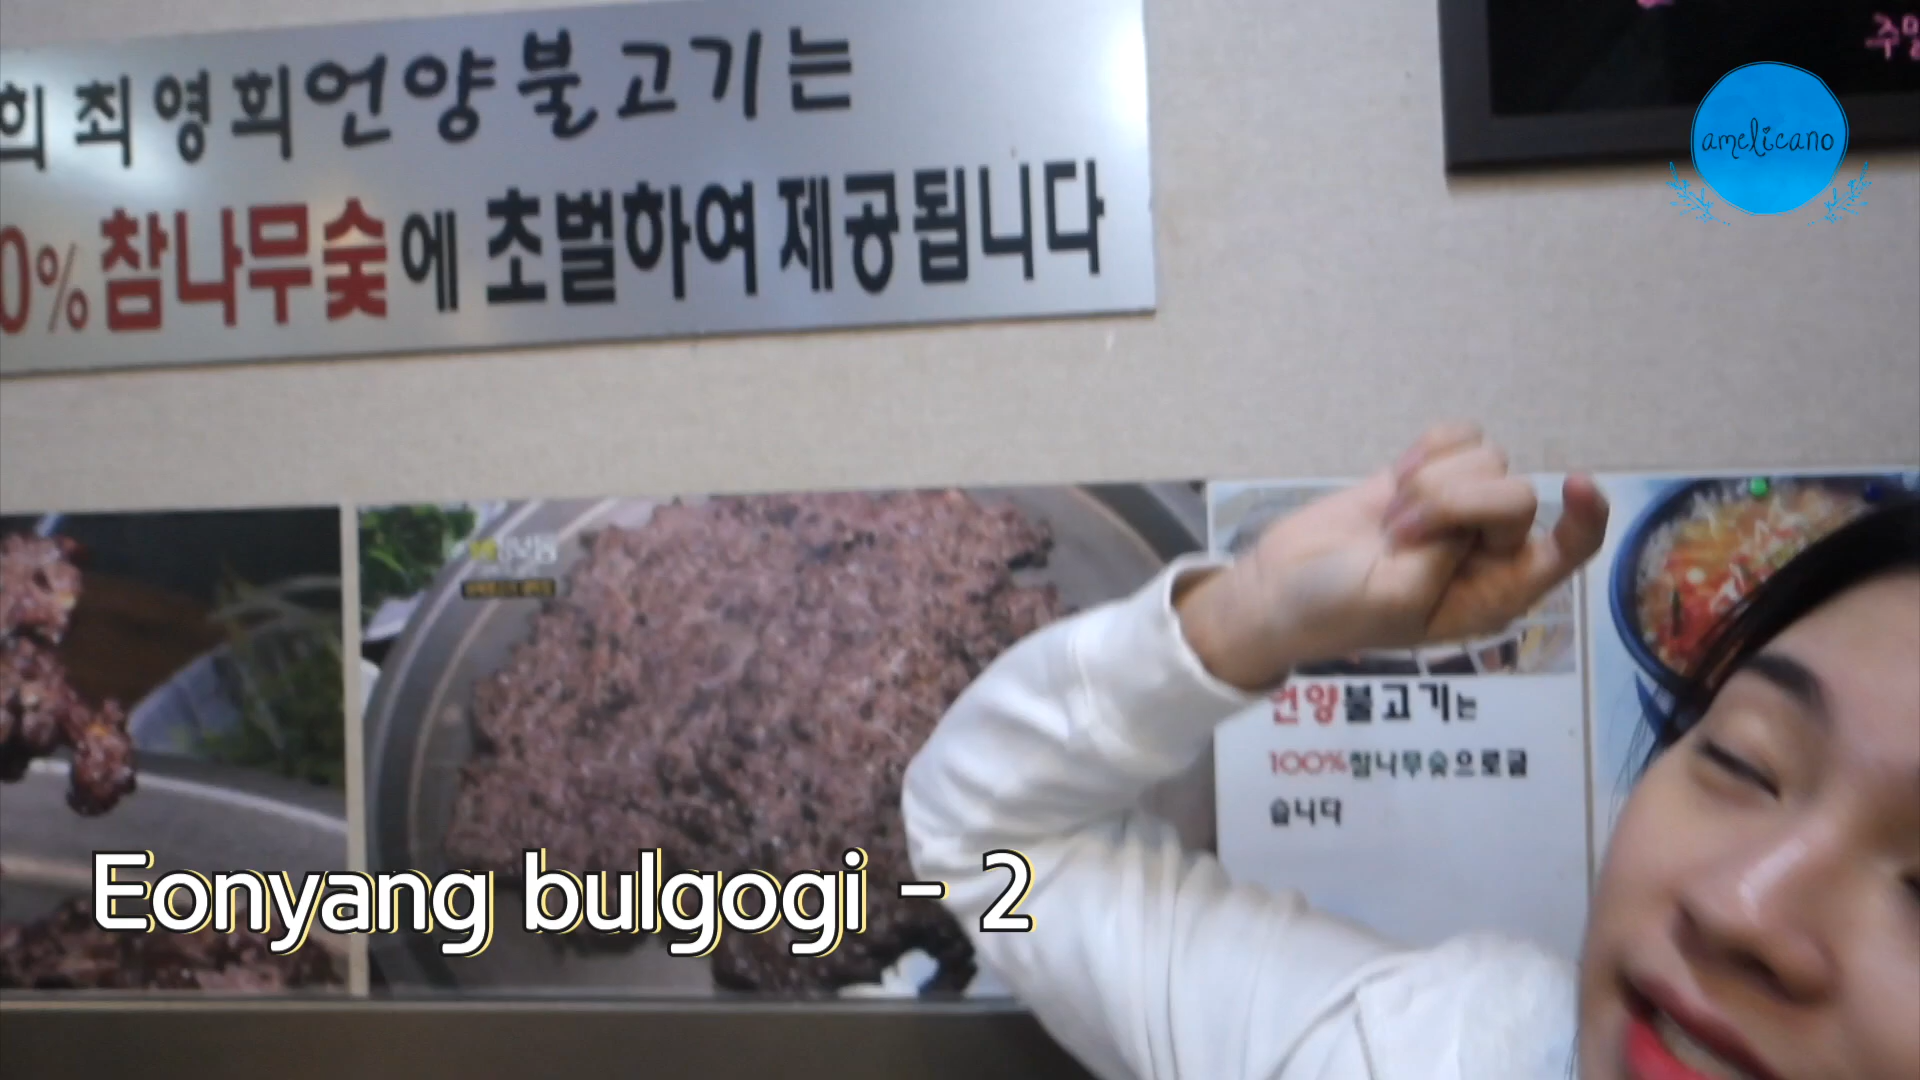 희 최영희언양불고기는
0% 참나무숯에 초벌하여 제공됩니다
amelicano
언양불고기는
100%참나무숯으로굽
습니다
Eonyang bulgogi - 2